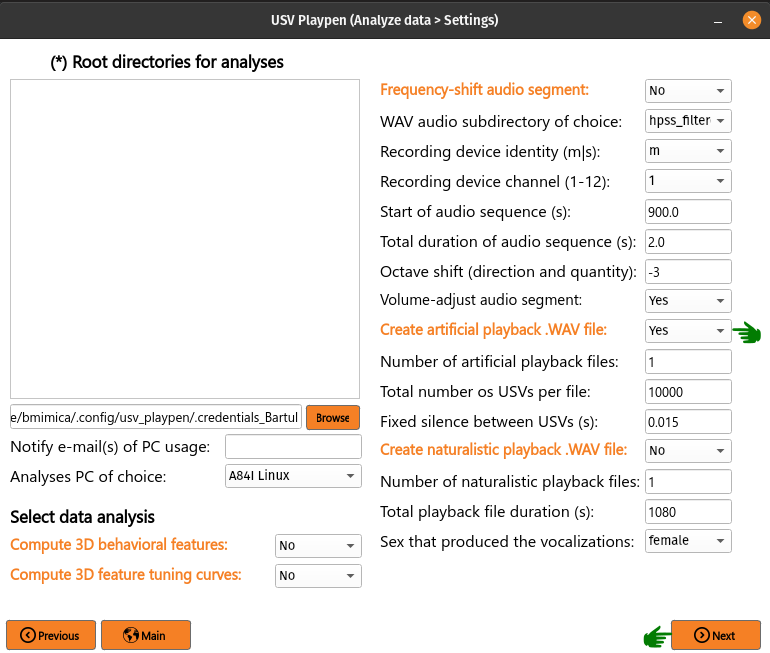 USV Playpen (Analyze data > Settings)
(*) Root directories for analyses
e/bmimica/.config/usv_playpen/.credentials_Bartul
Browse
Notify e-mail(s) of PC usage:
Analyses PC of choice: A84I Linux
Select data analysis
Compute 3D behavioral features: No
Compute 3D feature tuning curves: No
Frequency-shift audio segment: No
WAV audio subdirectory of choice: hpss_filter
Recording device identity (m|s): m
Recording device channel (1-12): 1
Start of audio sequence (s): 900.0
Total duration of audio sequence (s): 2.0
Octave shift (direction and quantity): -3
Volume-adjust audio segment: Yes
Create artificial playback .WAV file: Yes
Number of artificial playback files: 1
Total number os USVs per file: 10000
Fixed silence between USVs (s): 0.015
Create naturalistic playback .WAV file: No
Number of naturalistic playback files: 1
Total playback file duration (s): 1080
Sex that produced the vocalizations: female
Previous
Main
Next